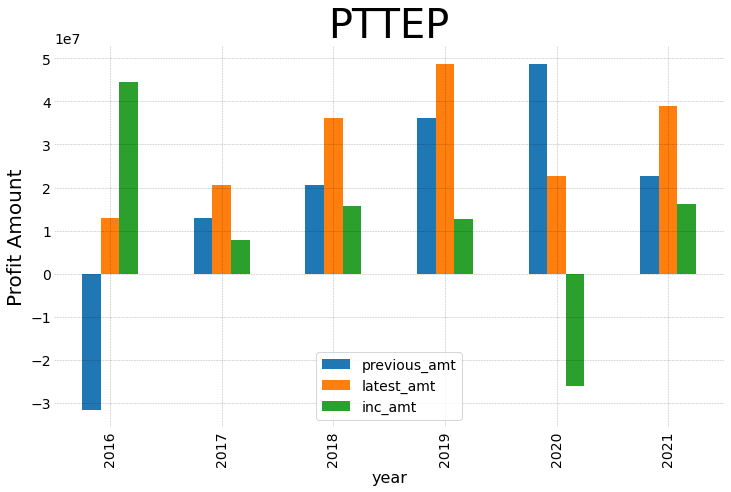 PTTEP
1e7
5
4
3
2
1
0
−1
−2
−3
Profit Amount
previous_amt
latest_amt
inc_amt
2016 2017 2018 2019 2020 2021
year